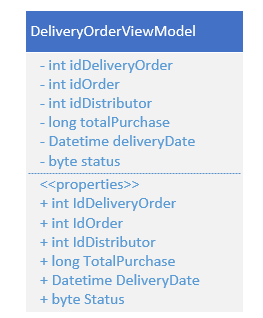 DeliveryOrderViewModel
- int idDeliveryOrder
- int idOrder
- int idDistributor
- long totalPurchase
- Datetime deliveryDate
- byte status
<<properties>>
+ int IdDeliveryOrder
+ int IdOrder
+ int IdDistributor
+ long TotalPurchase
+ Datetime DeliveryDate
+ byte Status